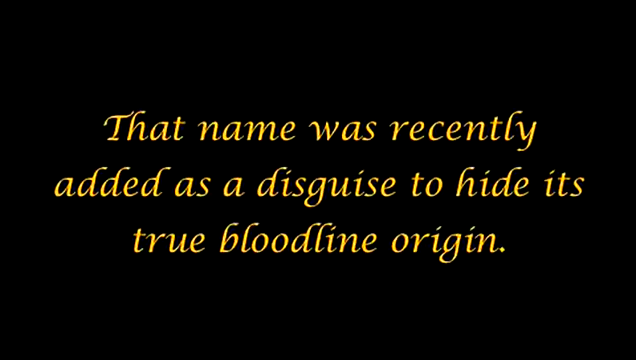 That name was recently
added as a disguise to hide its
true bloodline origin.